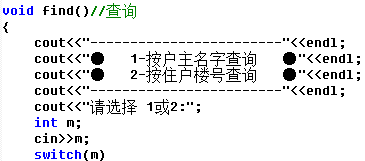 void find()//查询
{
cout<<"------------------------"<<endl;
cout<<"●   1-按户主名字查询   ●"<<endl;
cout<<"●   2-按住户楼号查询   ●"<<endl;
cout<<"------------------------"<<endl;
cout<<"请选择 1或2:";
int m;
cin>>m;
switch(m)